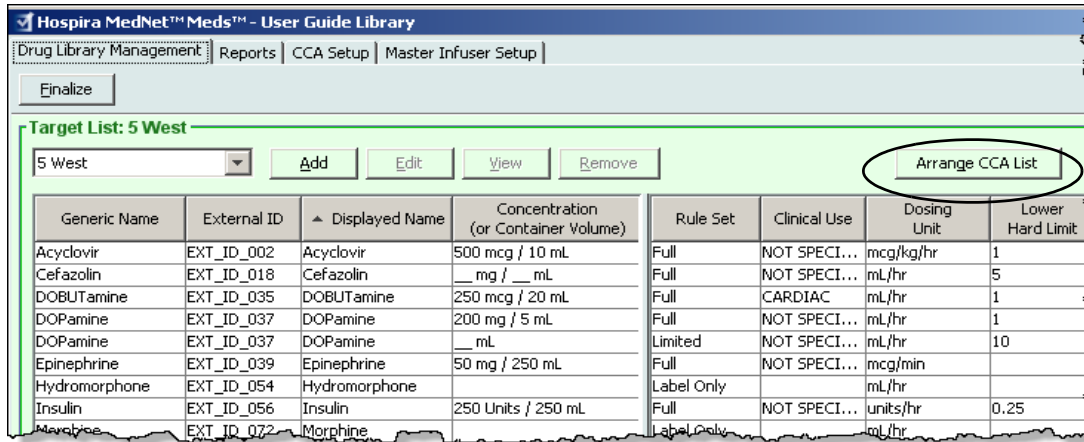 Hospira MedNet™ Meds™ - User Guide Library
Drug Library Management Reports CCA Setup Master Infuser Setup
Finalize
Target List: 5 West
5 West Add Edit View Remove Arrange CCA List
Generic Name External ID Displayed Name Concentration (or Container Volume) Rule Set Clinical Use Dosing Unit Lower Hard Limit
Acyclovir EXT_ID_002 Acyclovir 500 mcg / 10 mL Full NOT SPECI... mcg/kg/hr 1
Cefazolin EXT_ID_018 Cefazolin __ mg / __ mL Full NOT SPECI... mL/hr 5
DOBUTamine EXT_ID_035 DOBUTamine 250 mcg / 20 mL Full CARDIAC mL/hr 1
DOPamine EXT_ID_037 DOPamine 200 mg / 5 mL Full NOT SPECI... mL/hr 1
DOPamine EXT_ID_037 DOPamine __ mL Limited NOT SPECI... mL/hr 10
Epinephrine EXT_ID_039 Epinephrine 50 mg / 250 mL Full NOT SPECI... mcg/min
Hydromorphone EXT_ID_054 Hydromorphone Label Only mL/hr
Insulin EXT_ID_056 Insulin 250 Units / 250 mL Full NOT SPECI... units/hr 0.25
Morphine EXT_ID_072 Morphine Label Only mL/hr